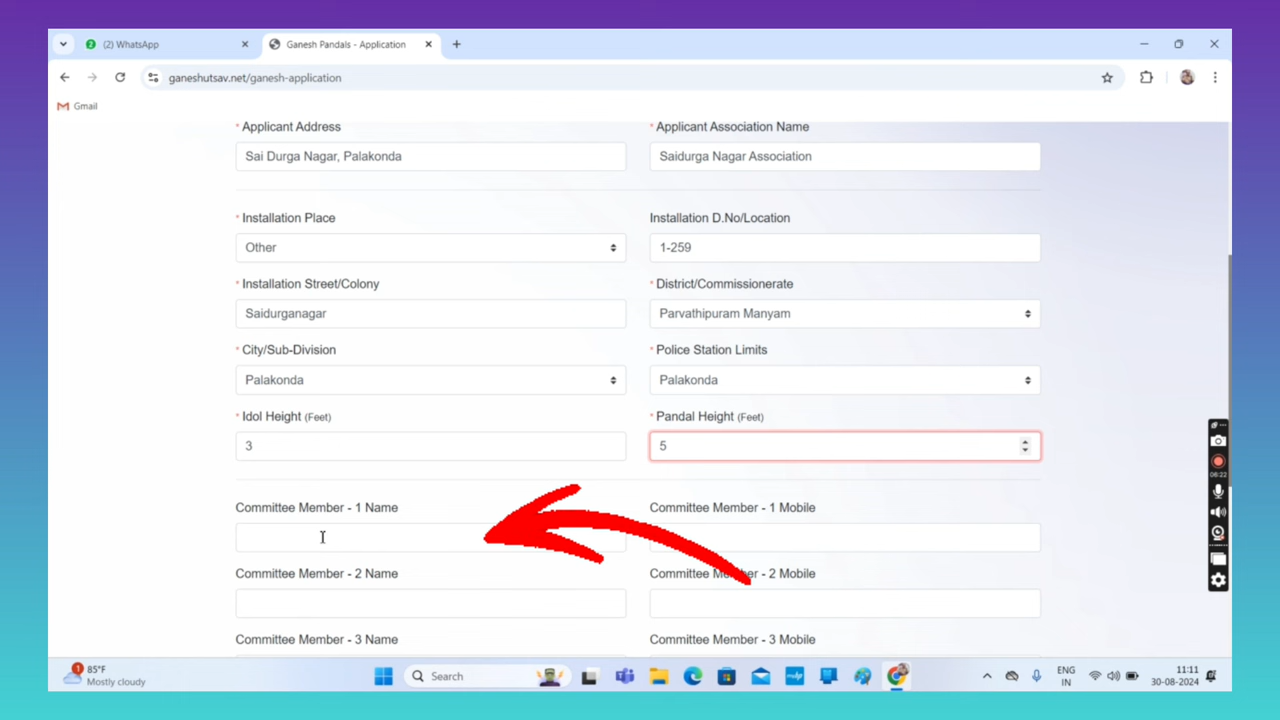 (2) WhatsApp
Ganesh Pandals - Application
ganeshutsav.net/ganesh-application
Gmail
* Applicant Address
* Applicant Association Name
Sai Durga Nagar, Palakonda
Saidurga Nagar Association
* Installation Place
Installation D.No/Location
Other
1-259
* Installation Street/Colony
* District/Commissionerate
Saidurganagar
Parvathipuram Manyam
* City/Sub-Division
* Police Station Limits
Palakonda
Palakonda
* Idol Height (Feet)
* Pandal Height (Feet)
3
5
06:22
Committee Member - 1 Name
Committee Member - 1 Mobile
Committee Member - 2 Name
Committee Member - 2 Mobile
Committee Member - 3 Name
Committee Member - 3 Mobile
1
85°F
Mostly cloudy
Search
ENG
IN
11:11
30-08-2024